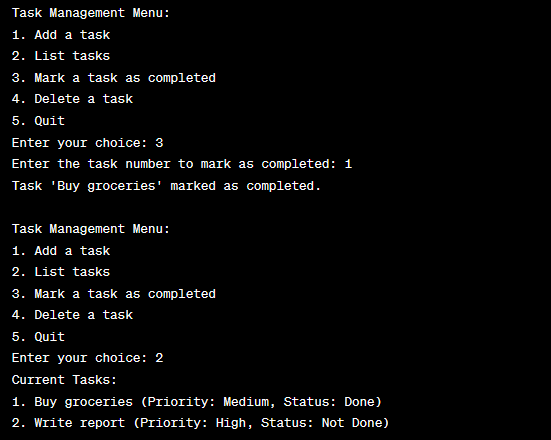 Task Management Menu:
1. Add a task
2. List tasks
3. Mark a task as completed
4. Delete a task
5. Quit
Enter your choice: 3
Enter the task number to mark as completed: 1
Task 'Buy groceries' marked as completed.

Task Management Menu:
1. Add a task
2. List tasks
3. Mark a task as completed
4. Delete a task
5. Quit
Enter your choice: 2
Current Tasks:
1. Buy groceries (Priority: Medium, Status: Done)
2. Write report (Priority: High, Status: Not Done)